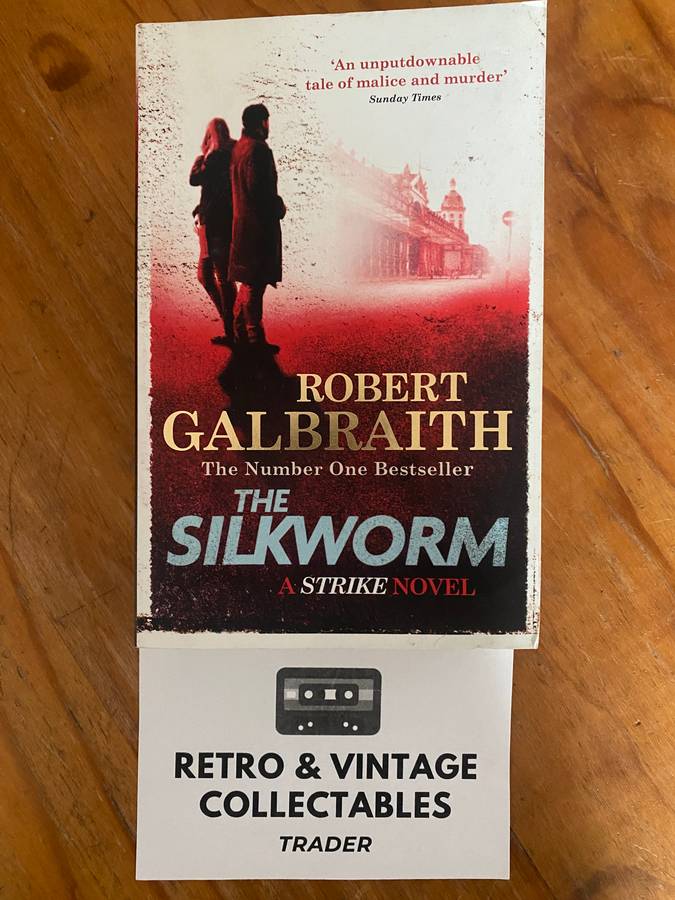 ‘An unputdownable
tale of malice and murder’
Sunday Times
ROBERT
GALBRAITH
The Number One Bestseller
THE
SILKWORM
A STRIKE NOVEL
RETRO & VINTAGE
COLLECTABLES
TRADER